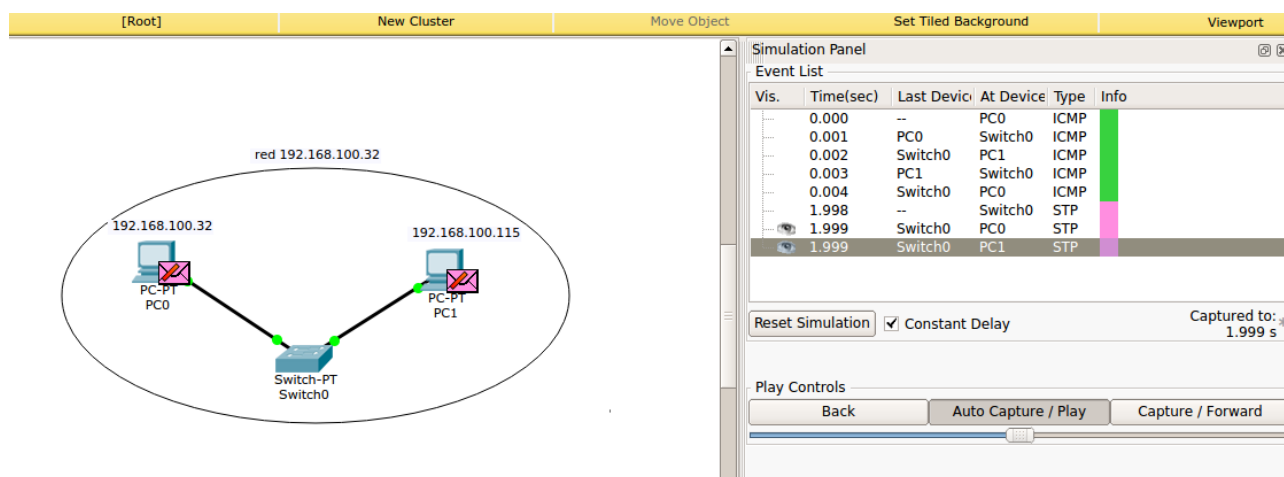 [Root] New Cluster Move Object Set Tiled Background Viewport
red 192.168.100.32
192.168.100.32
192.168.100.115
PC-PT
PC0
PC-PT
PC1
Switch-PT
Switch0
Simulation Panel
Event List
Vis. Time(sec) Last Devic At Device Type Info
0.000 -- PC0 ICMP
0.001 PC0 Switch0 ICMP
0.002 Switch0 PC1 ICMP
0.003 PC1 Switch0 ICMP
0.004 Switch0 PC0 ICMP
1.998 -- Switch0 STP
1.999 Switch0 PC0 STP
1.999 Switch0 PC1 STP
Reset Simulation Constant Delay Captured to:
1.999 s
Play Controls
Back Auto Capture / Play Capture / Forward